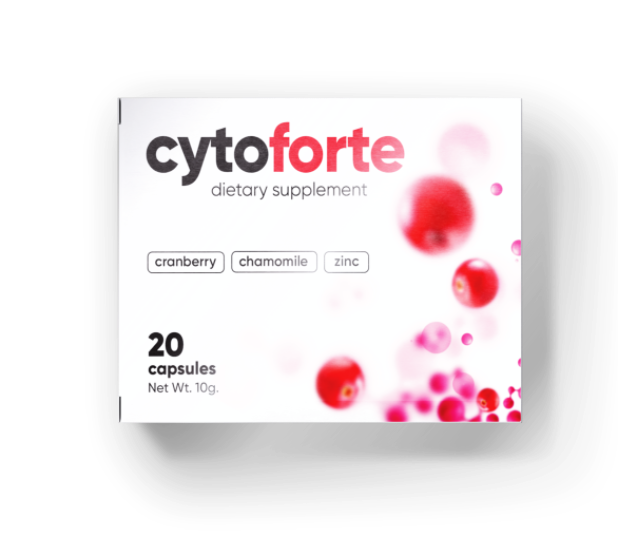 cytoforte
dietary supplement
cranberry chamomile zinc
20
capsules
Net Wt. 10g.